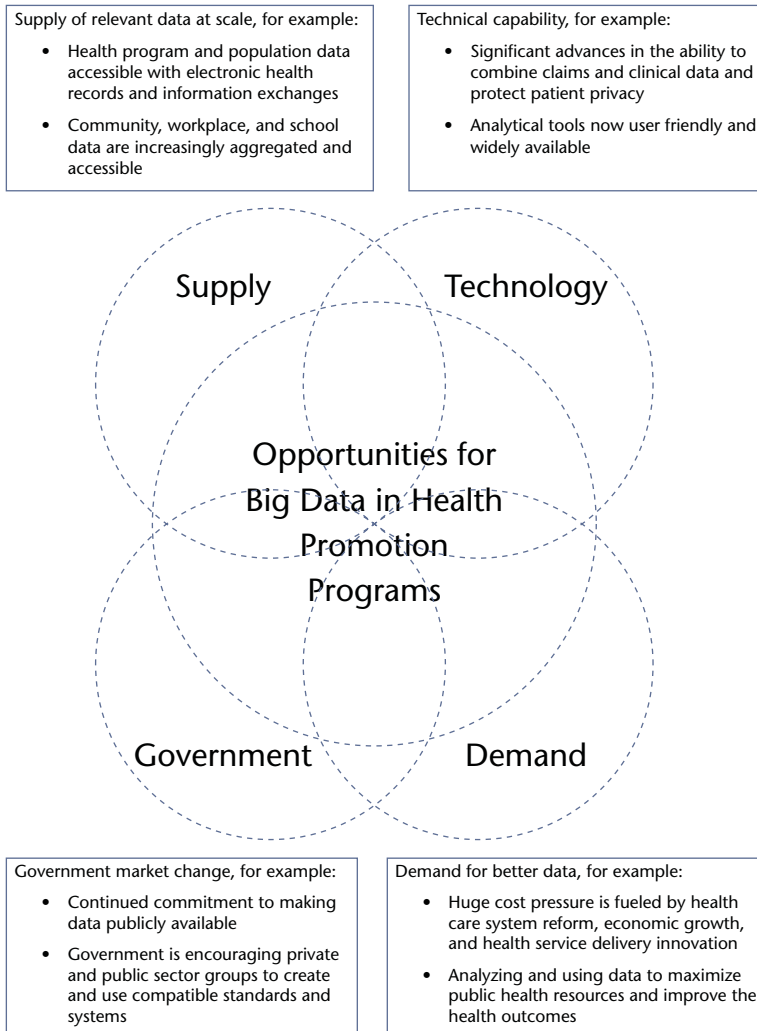 Supply of relevant data at scale, for example:
• Health program and population data
accessible with electronic health
records and information exchanges
• Community, workplace, and school
data are increasingly aggregated and
accessible
Technical capability, for example:
• Significant advances in the ability to
combine claims and clinical data and
protect patient privacy
• Analytical tools now user friendly and
widely available
Supply
Technology
Opportunities for
Big Data in Health
Promotion
Programs
Government
Demand
Government market change, for example:
• Continued commitment to making
data publicly available
• Government is encouraging private
and public sector groups to create
and use compatible standards and
systems
Demand for better data, for example:
• Huge cost pressure is fueled by health
care system reform, economic growth,
and health service delivery innovation
• Analyzing and using data to maximize
public health resources and improve the
health outcomes